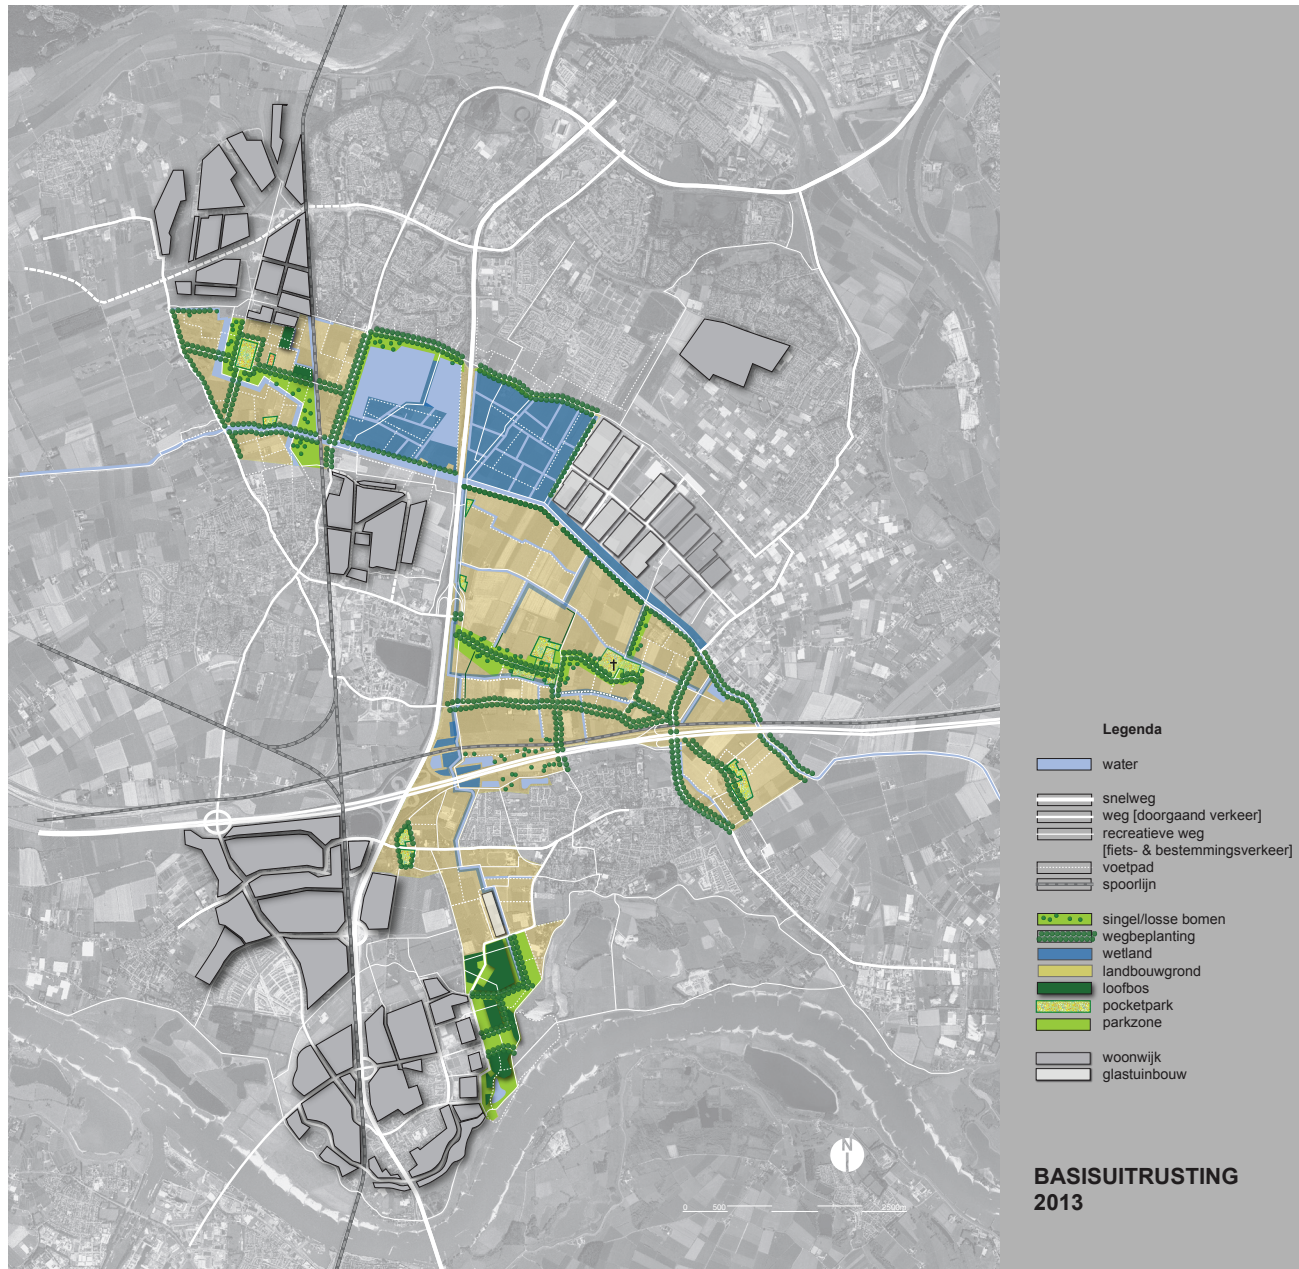 Legenda
water
snelweg
weg [doorgaand verkeer]
recreatieve weg
[fiets- & bestemmingsverkeer]
voetpad
spoorlijn
singel/losse bomen
wegbeplanting
wetland
landbouwgrond
loofbos
pocketpark
parkzone
woonwijk
glastuinbouw
N
0 500 2500m
BASISUITRUSTING
2013